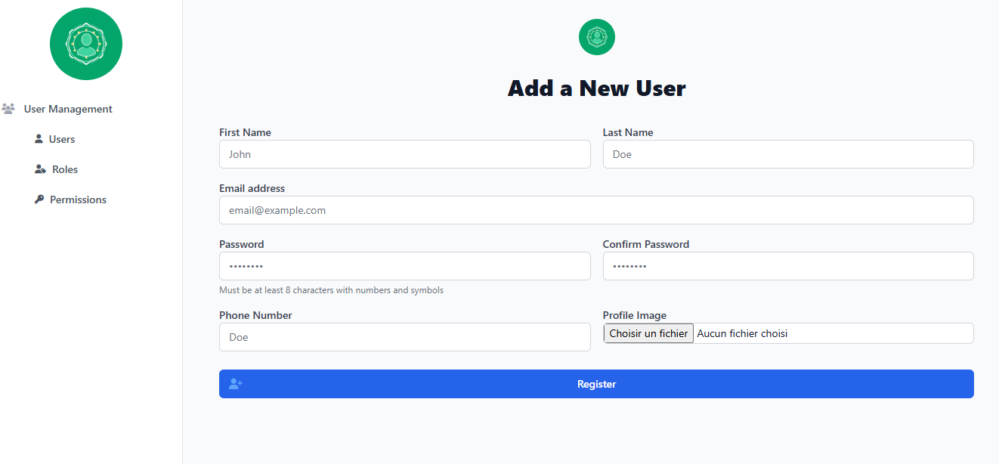 User Management
Users
Roles
Permissions
Add a New User
First Name
Last Name
John
Doe
Email address
email@example.com
Password
Confirm Password
••••••••
••••••••
Must be at least 8 characters with numbers and symbols
Phone Number
Profile Image
Doe
Choisir un fichier Aucun fichier choisi
Register